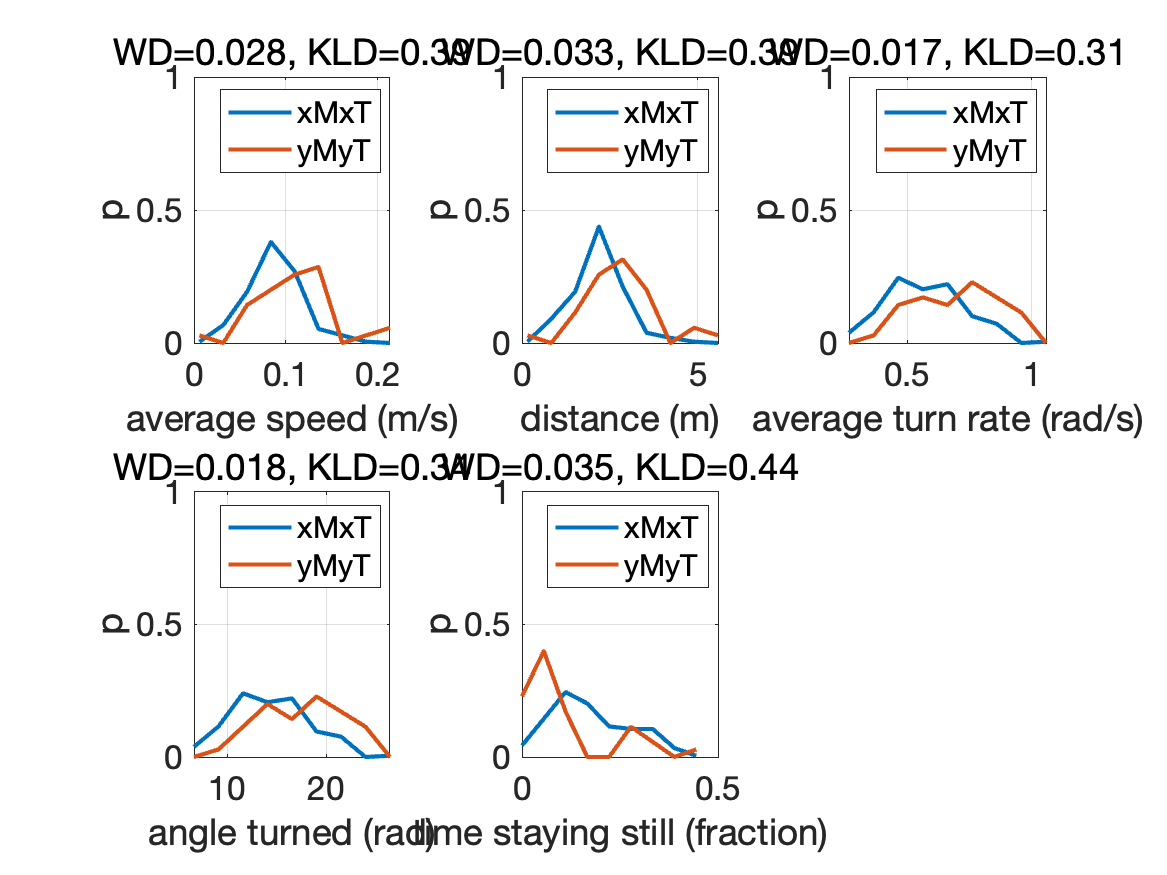 WD=0.028, KLD=0.39
1
xMxT
yMyT
p
0.5
0
0
0.1
0.2
average speed (m/s)
WD=0.033, KLD=0.39
1
xMxT
yMyT
p
0.5
0
0
5
distance (m)
WD=0.017, KLD=0.31
1
xMxT
yMyT
p
0.5
0
0.5
1
average turn rate (rad/s)
WD=0.018, KLD=0.34
1
xMxT
yMyT
p
0.5
0
10
20
angle turned (rad)
WD=0.035, KLD=0.44
1
xMxT
yMyT
p
0.5
0
0
0.5
time staying still (fraction)